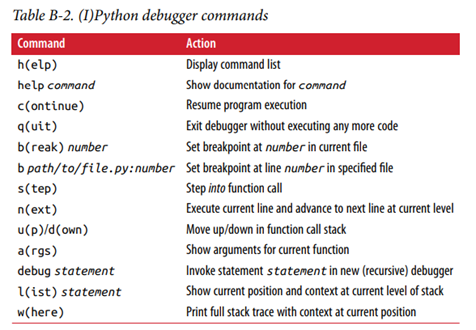 Table B-2. (I)Python debugger commands
Command Action
h(elp) Display command list
help command Show documentation for command
c(ontinue) Resume program execution
q(uit) Exit debugger without executing any more code
b(reak) number Set breakpoint at number in current file
b path/to/file.py:number Set breakpoint at line number in specified file
s(tep) Step into function call
n(ext) Execute current line and advance to next line at current level
u(p)/d(own) Move up/down in function call stack
a(rgs) Show arguments for current function
debug statement Invoke statement statement in new (recursive) debugger
l(ist) statement Show current position and context at current level of stack
w(here) Print full stack trace with context at current position